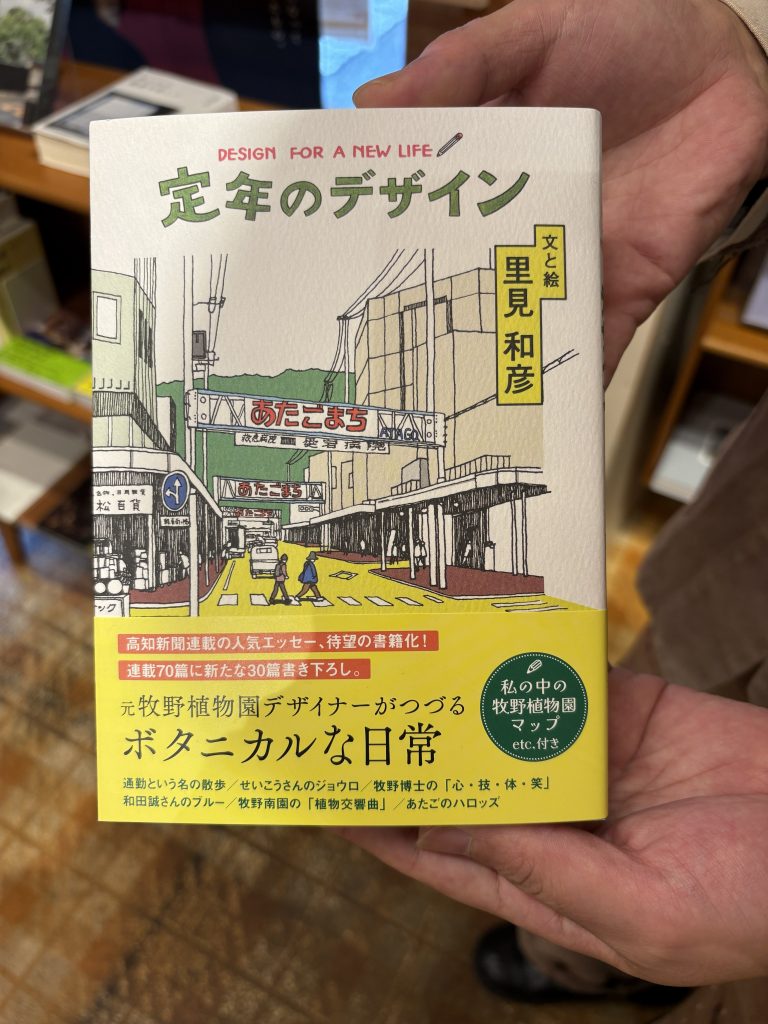 DESIGN FOR A NEW LIFE
定年のデザイン
文と絵
里見 和彦
あたごまち
ATAGO
あたごまち
あたごまち
松百貨
ック
高知新聞連載の人気エッセー、待望の書籍化!
連載70篇に新たな30篇書き下ろし。
元牧野植物園デザイナーがつづる
ボタニカルな日常
私の中の
牧野植物園
マップ
etc.付き
通勤という名の散歩/せいこうさんのジョウロ/牧野博士の「心・技・体・笑」
和田誠さんのブルー/牧野南園の「植物交響曲」/あたごのハロッズ